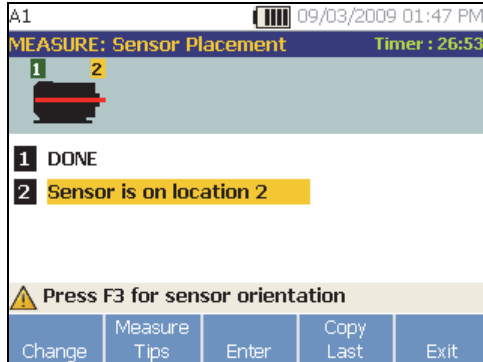 A1 09/03/2009 01:47 PM
MEASURE: Sensor Placement Timer : 26:53
1 2
1 DONE
2 Sensor is on location 2
Press F3 for sensor orientation
Change Measure Tips Enter Copy Last Exit